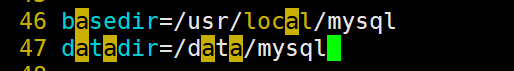 46 basedir=/usr/local/mysql
47 datadir=/data/mysql